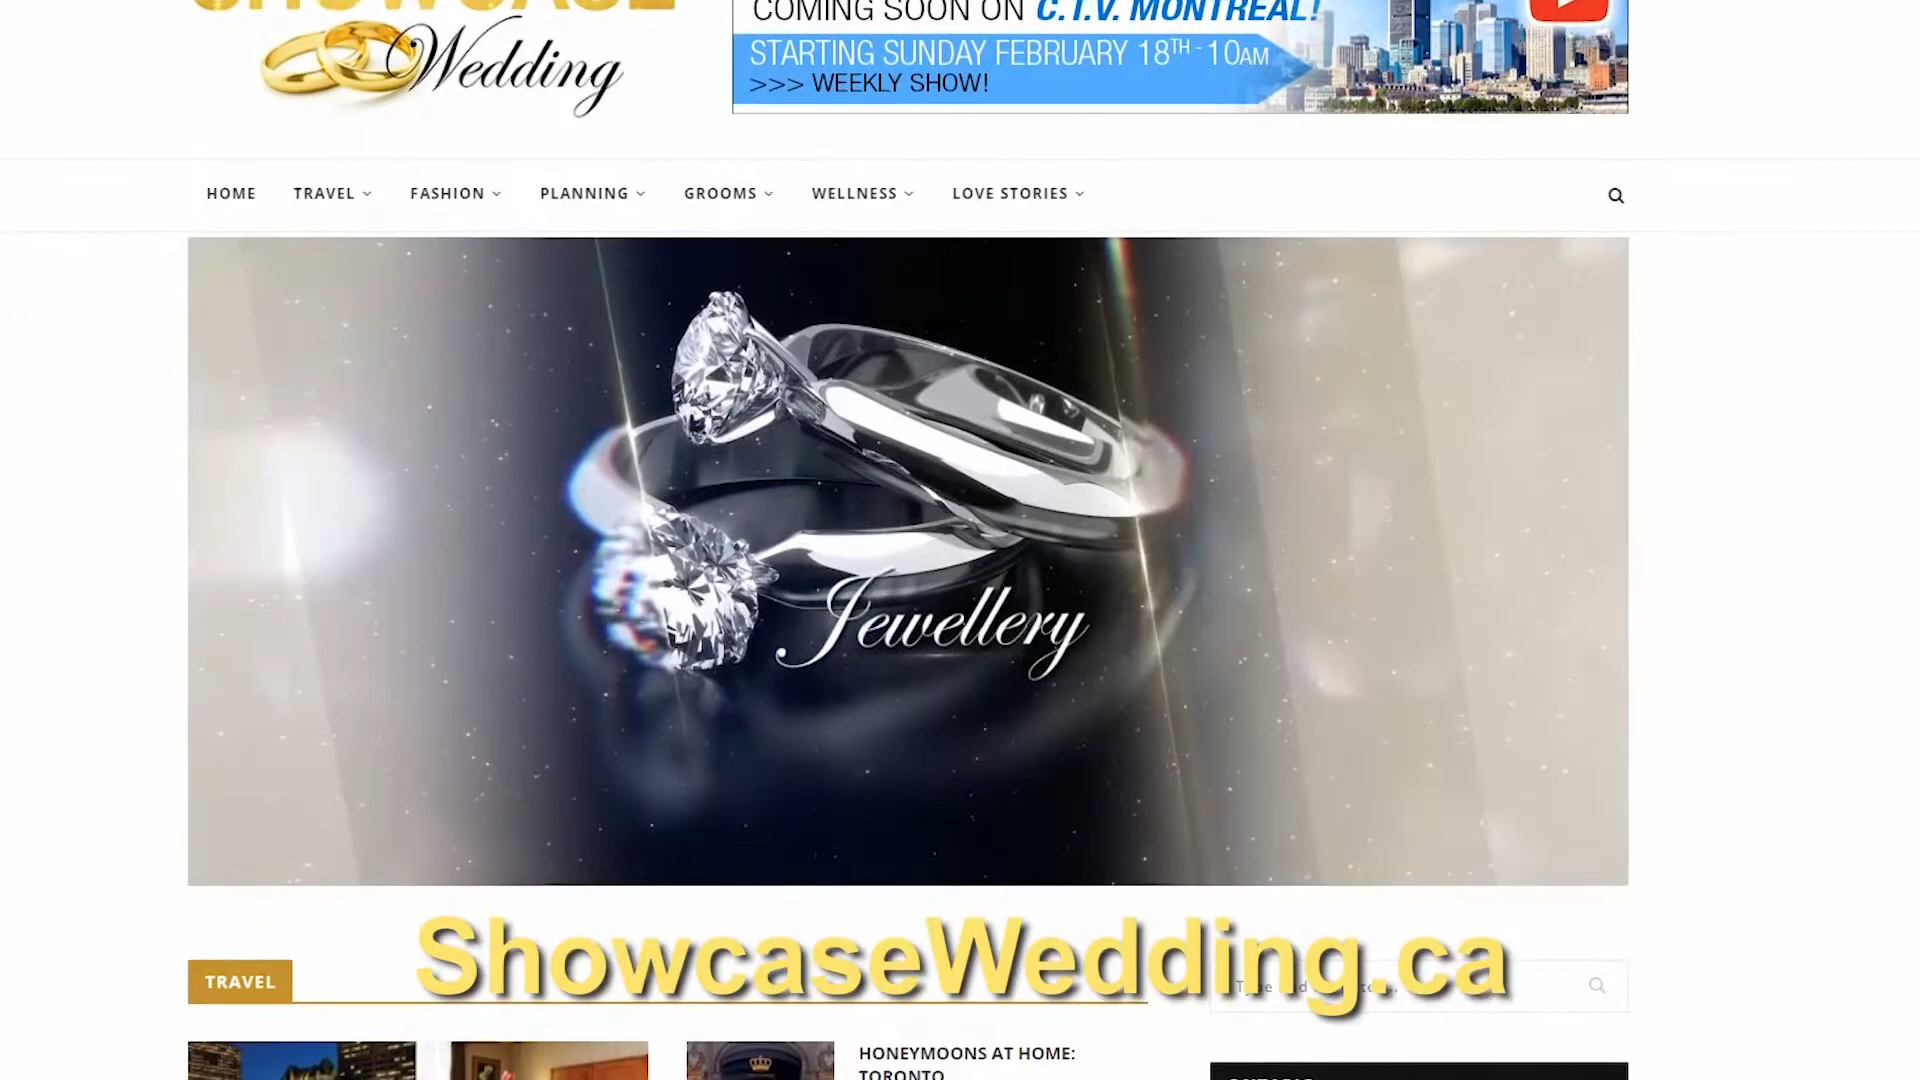 SHOWCASE
Wedding
COMING SOON ON C.T.V. MONTREAL!
STARTING SUNDAY FEBRUARY 18TH - 10AM
>>> WEEKLY SHOW!
HOME TRAVEL FASHION PLANNING GROOMS WELLNESS LOVE STORIES
Jewellery
ShowcaseWedding.ca
TRAVEL
HONEYMOONS AT HOME:
TORONTO